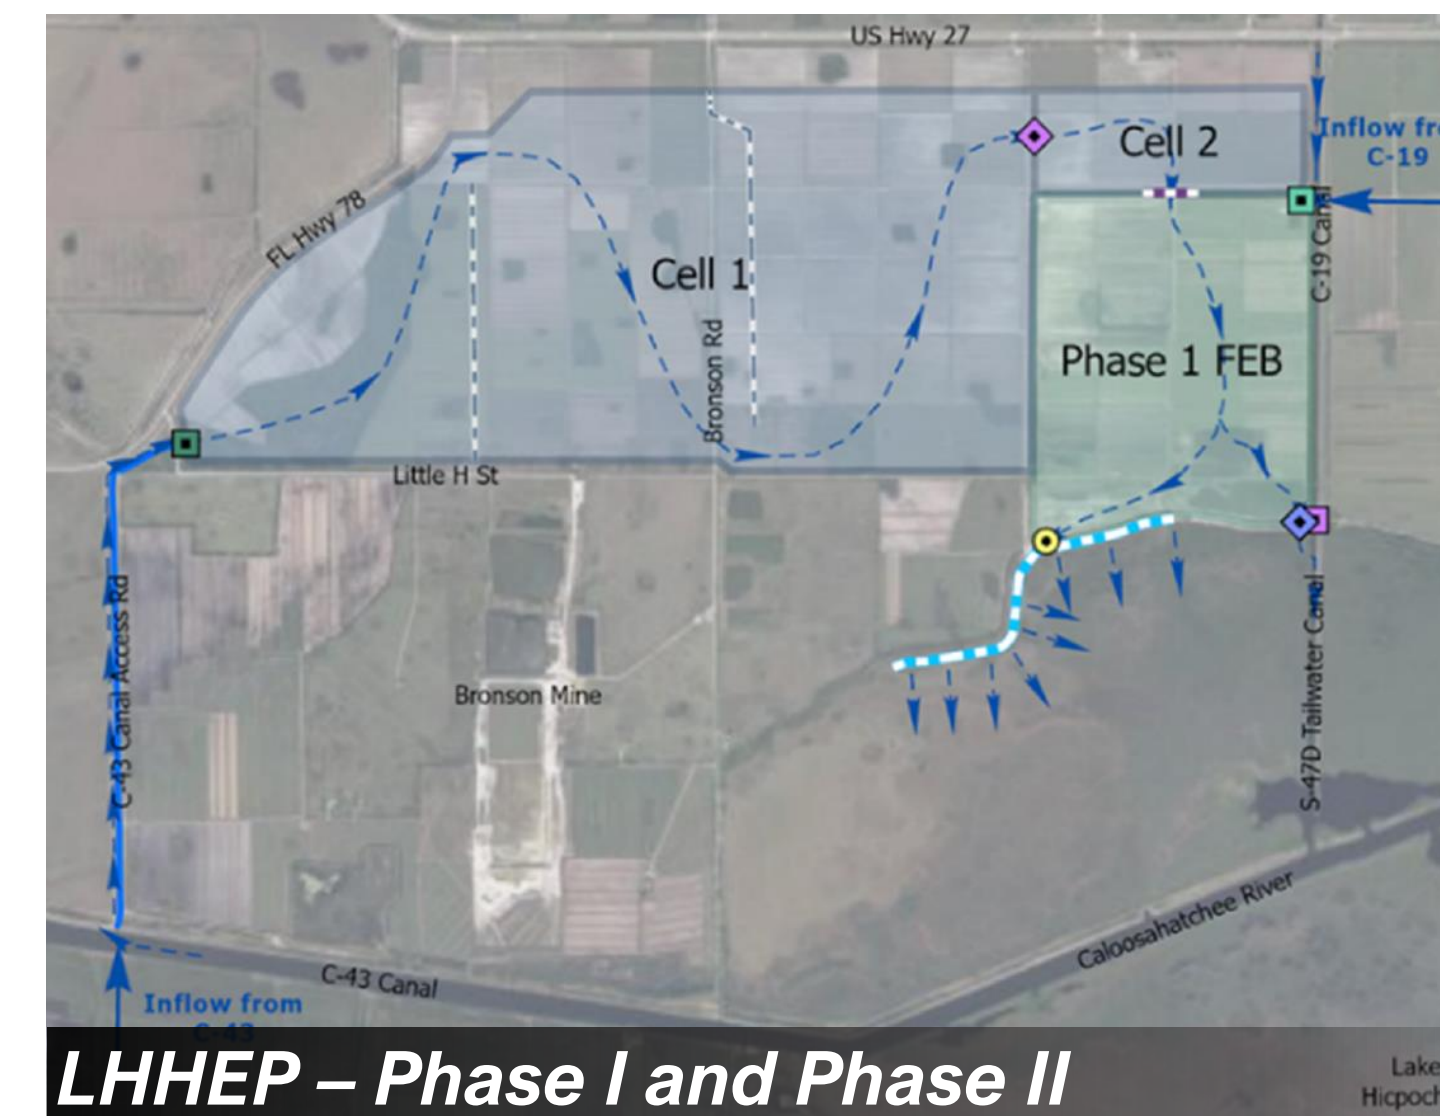 US Hwy 27
Inflow
C-19
Cell 2
FL Hwy 78
C-19 Canal
Cell 1
Bronson Rd
Phase 1 FEB
Little H St
C-43 Canal Access Rd
S-47D Tailwater Canal
Bronson Mine
Caloosahatchee River
C-43 Canal
Inflow from
C-43
LHHEP – Phase I and Phase II
Lake